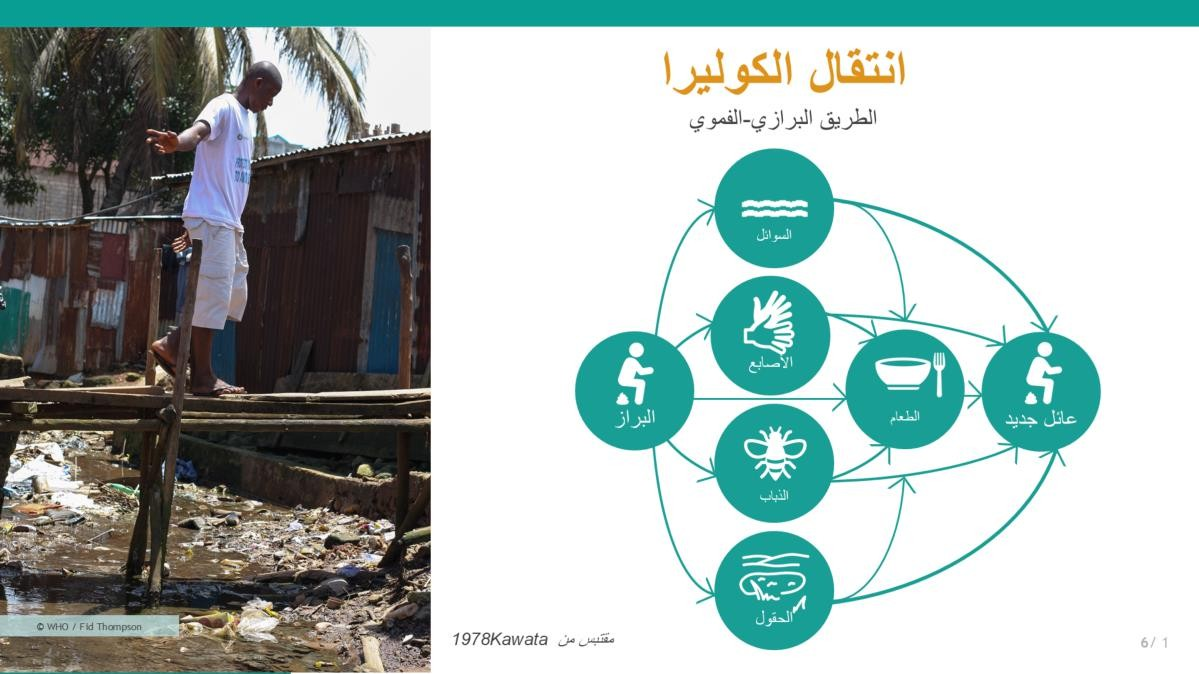 انتقال الكوليرا
الطريق البرازي-الفموي
السوائل
الأصابع
البراز
الطعام
عائل جديد
الذباب
الحقول
مقتبس من 1978Kawata
© WHO / Fid Thompson
6/ 1